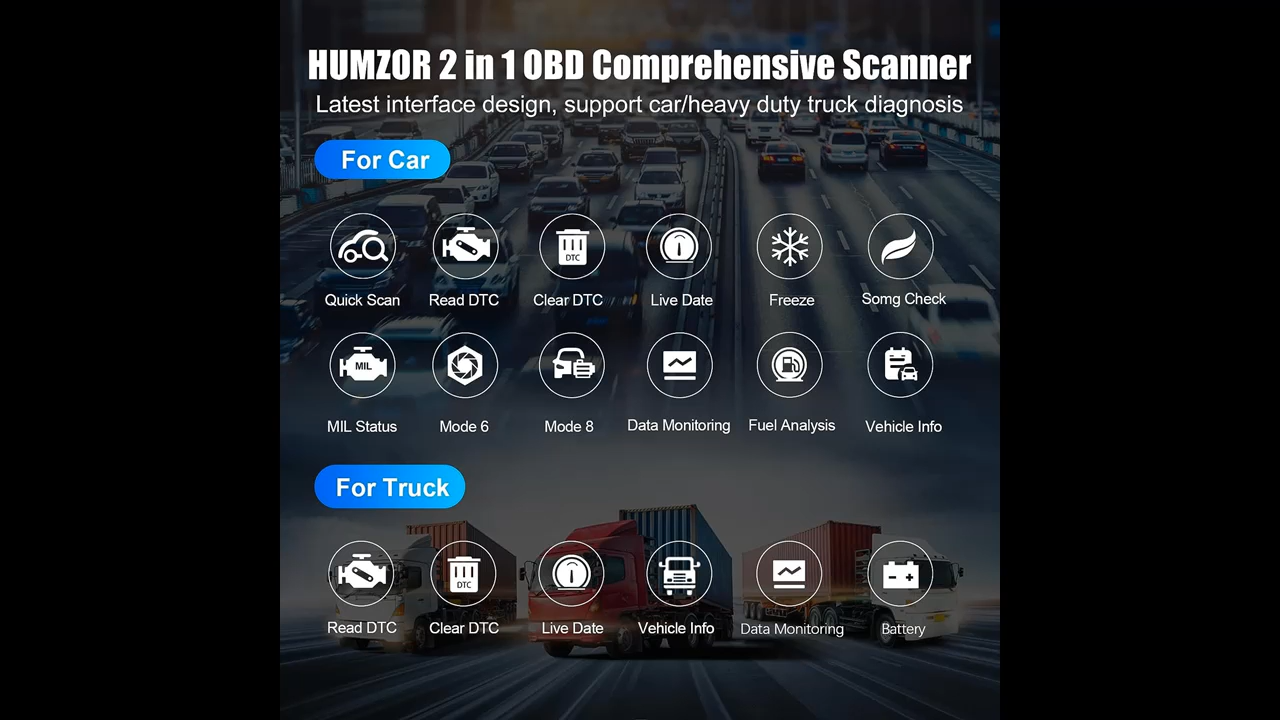 HUMZOR 2 in 1 OBD Comprehensive Scanner
Latest interface design, support car/heavy duty truck diagnosis
For Car
DTC
Quick Scan Read DTC Clear DTC Live Date Freeze Somg Check
MIL
MIL Status Mode 6 Mode 8 Data Monitoring Fuel Analysis Vehicle Info
For Truck
DTC
Read DTC Clear DTC Live Date Vehicle Info Data Monitoring Battery